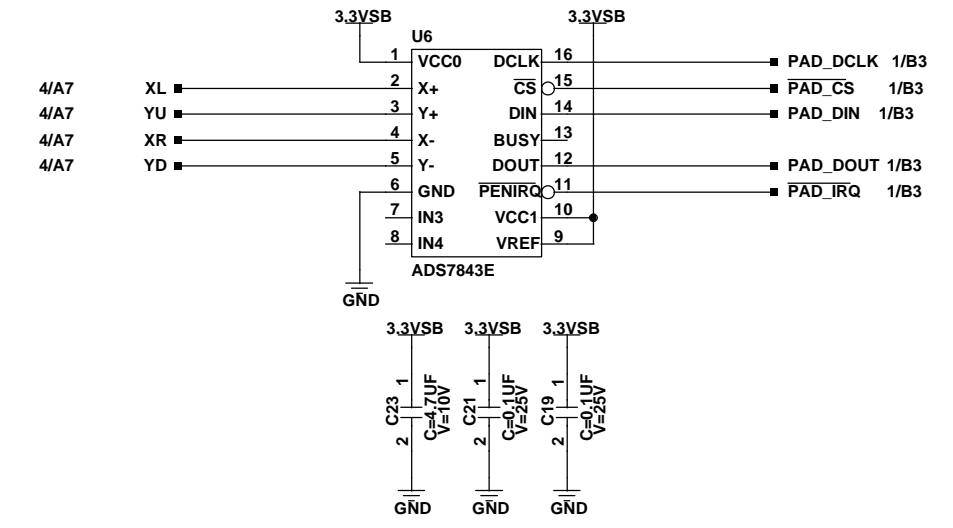 3.3VSB 3.3VSB
U6
1 VCC0 DCLK 16 PAD_DCLK 1/B3
4/A7 XL 2 X+ CS 15 PAD_CS 1/B3
4/A7 YU 3 Y+ DIN 14 PAD_DIN 1/B3
4/A7 XR 4 X- BUSY 13
4/A7 YD 5 Y- DOUT 12 PAD_DOUT 1/B3
6 GND PENIRQ 11 PAD_IRQ 1/B3
7 IN3 VCC1 10
8 IN4 VREF 9
ADS7843E
GND
3.3VSB 3.3VSB 3.3VSB
1 1 1
C23 C=4.7UF V=10V
C21 C=0.1UF V=25V
C19 C=0.1UF V=25V
2 2 2
GND GND GND